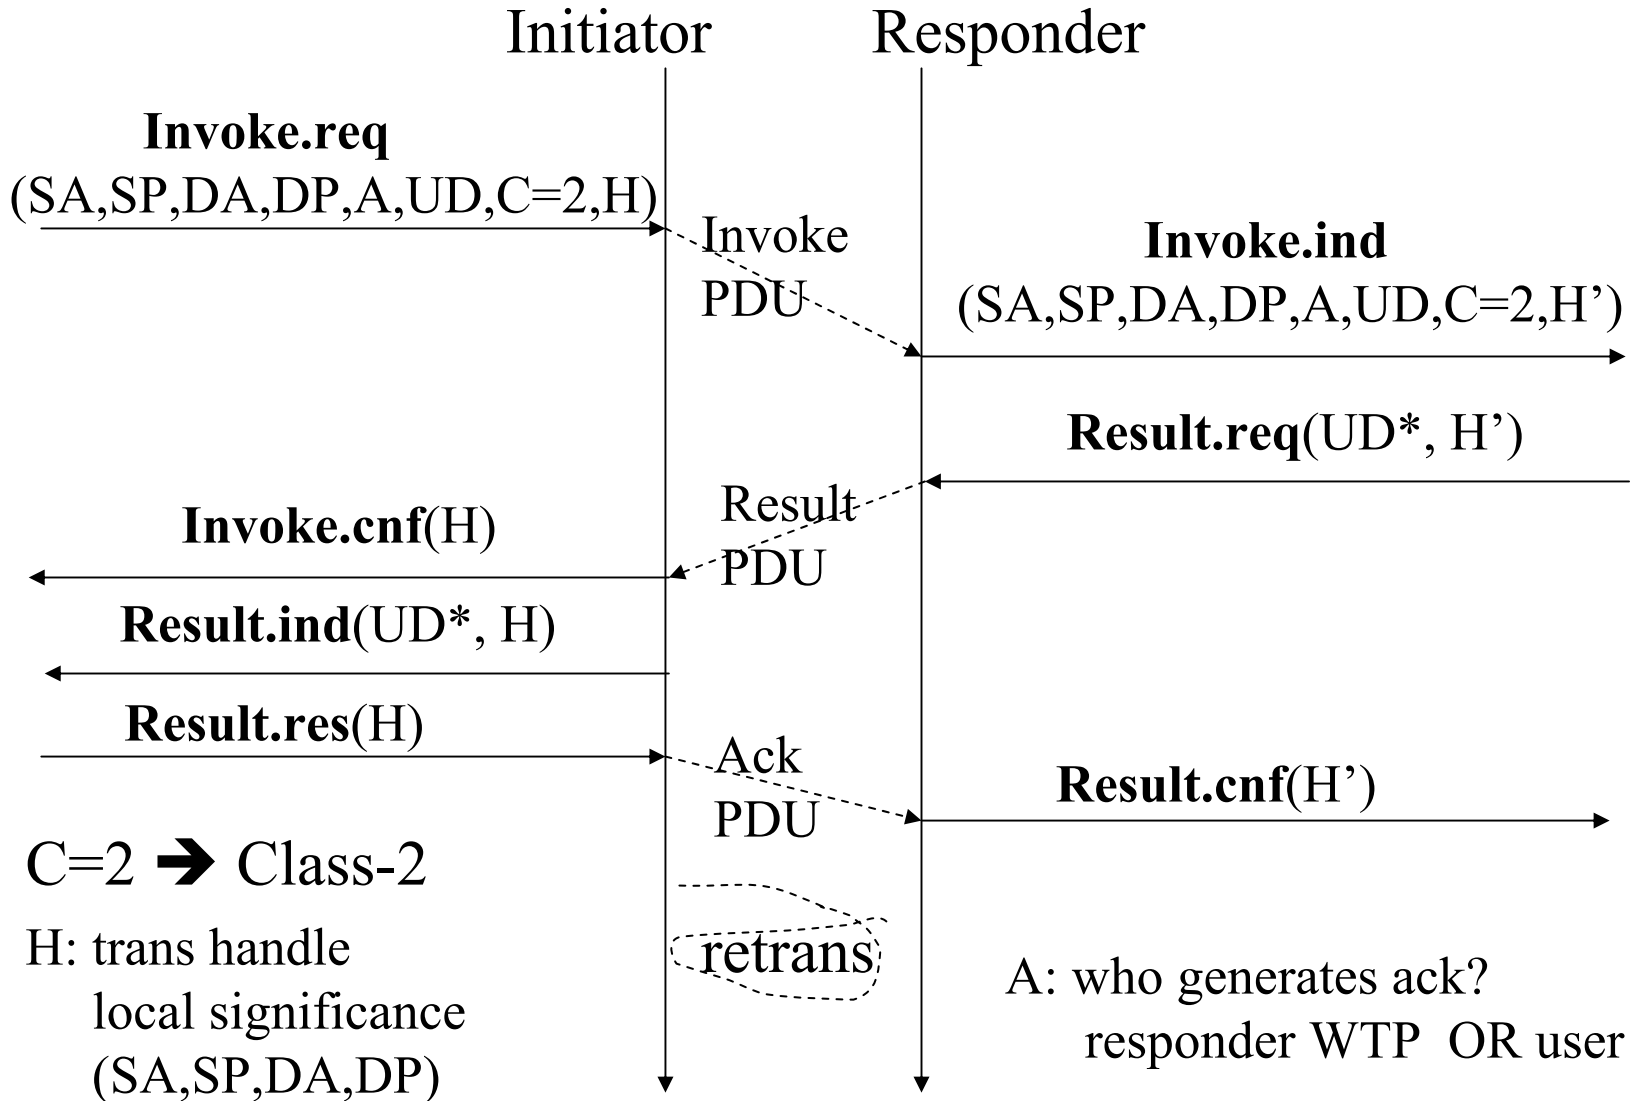 Initiator
Responder
Invoke.req
(SA,SP,DA,DP,A,UD,C=2,H)
Invoke
PDU
Invoke.ind
(SA,SP,DA,DP,A,UD,C=2,H’)
Result.req(UD*, H’)
Result
PDU
Invoke.cnf(H)
Result.ind(UD*, H)
Result.res(H)
Ack
PDU
Result.cnf(H’)
C=2 ➔ Class-2
retrans
H: trans handle
local significance
(SA,SP,DA,DP)
A: who generates ack?
responder WTP OR user